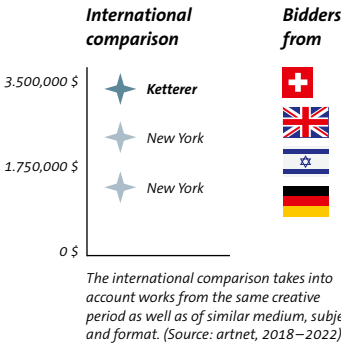 International
comparison
Bidders
from
3.500,000 $
Ketterer
New York
1.750,000 $
New York
0 $
The international comparison takes into
account works from the same creative
period as well as of similar medium,
and format. (Source: artnet, 2018–2022)